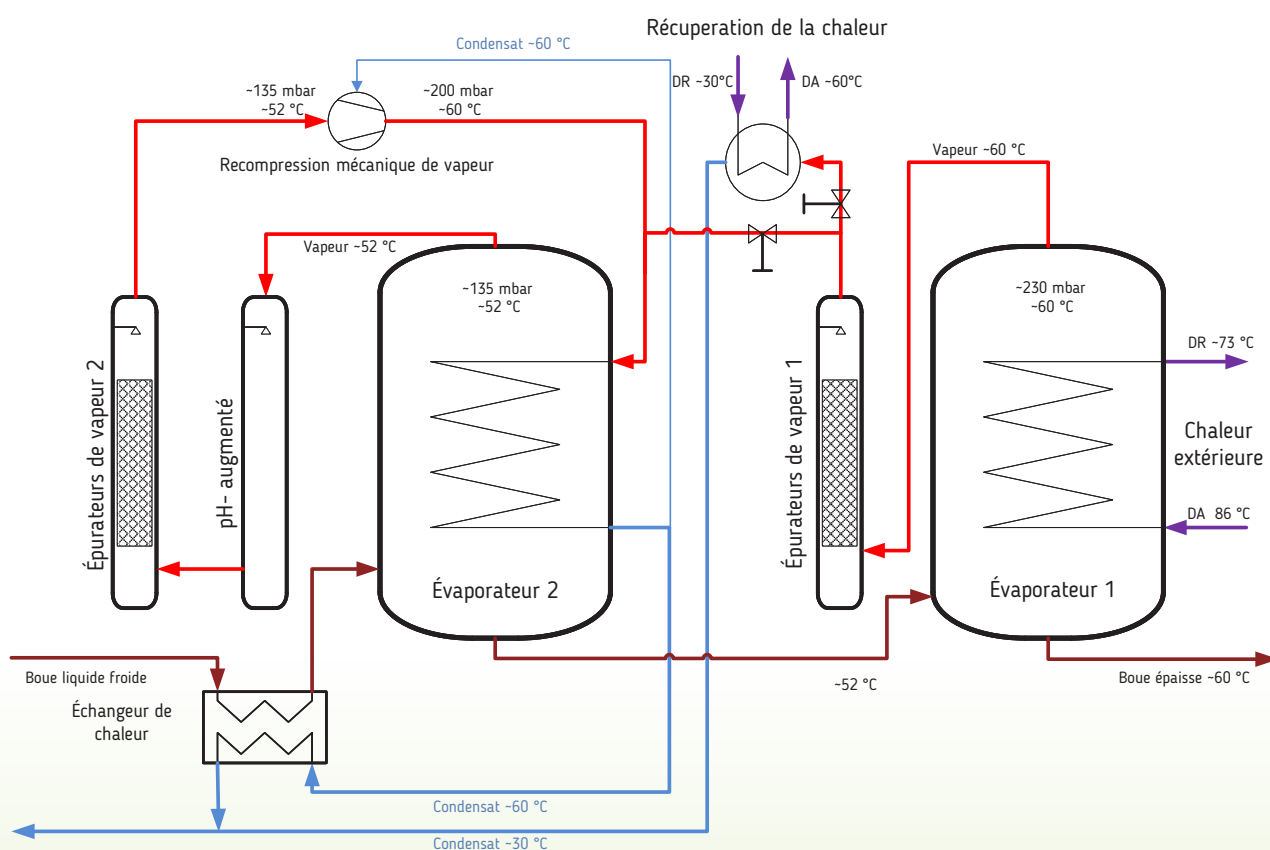 Récuperation de la chaleur
Condensat ~60 °C
DR ~30°C
DA ~60°C
~135 mbar
~52 °C
~200 mbar
~60 °C
Recompression mécanique de vapeur
Vapeur ~60 °C
Vapeur ~52 °C
~135 mbar
~52 °C
~230 mbar
~60 °C
DR ~73 °C
Chaleur
extérieure
DA 86 °C
Épurateurs de vapeur 2
pH- augmenté
Épurateurs de vapeur 1
Évaporateur 2
Évaporateur 1
Boue liquide froide
~52 °C
Boue épaisse ~60 °C
Échangeur de
chaleur
Condensat ~60 °C
Condensat ~30 °C